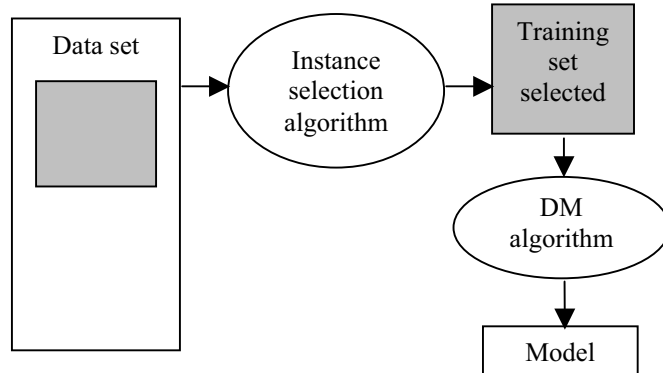 Data set
Instance
selection
algorithm
Training
set
selected
DM
algorithm
Model